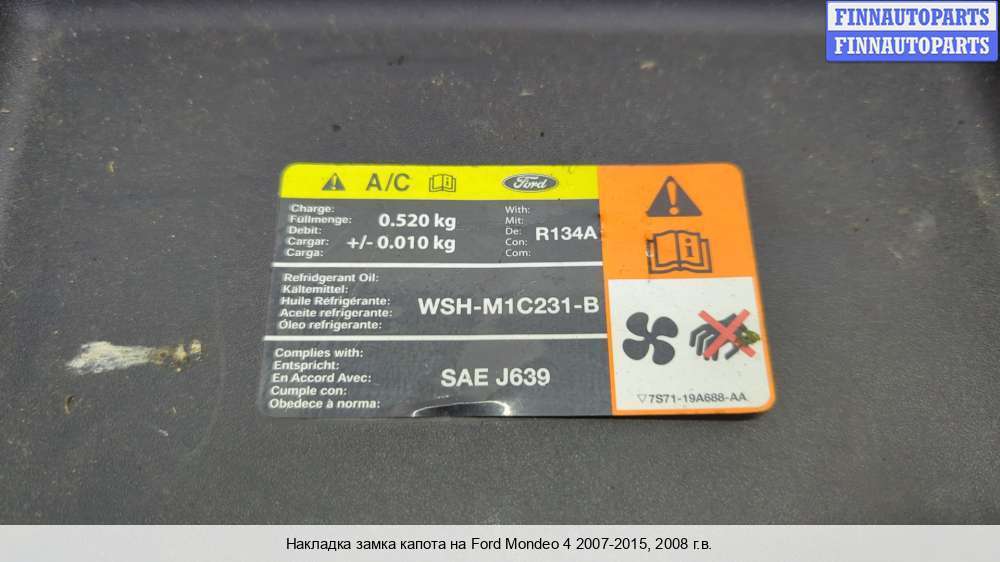 FINNAUTOPARTS
FINNAUTOPARTS
A/C
Ford
Charge:
Füllmenge:
Debit:
Cargar:
Carga:
0.520 kg
+/- 0.010 kg
With:
Mit:
De:
Con:
Com:
R134A
Refridgerant Oil:
Kältemittel:
Huile Réfrigérante:
Aceite refrigerante:
Óleo refrigerante:
WSH-M1C231-B
Complies with:
Entspricht:
En Accord Avec:
Cumple con:
Obedece à norma:
SAE J639
7S71-19A688-AA
Накладка замка капота на Ford Mondeo 4 2007-2015, 2008 г.в.